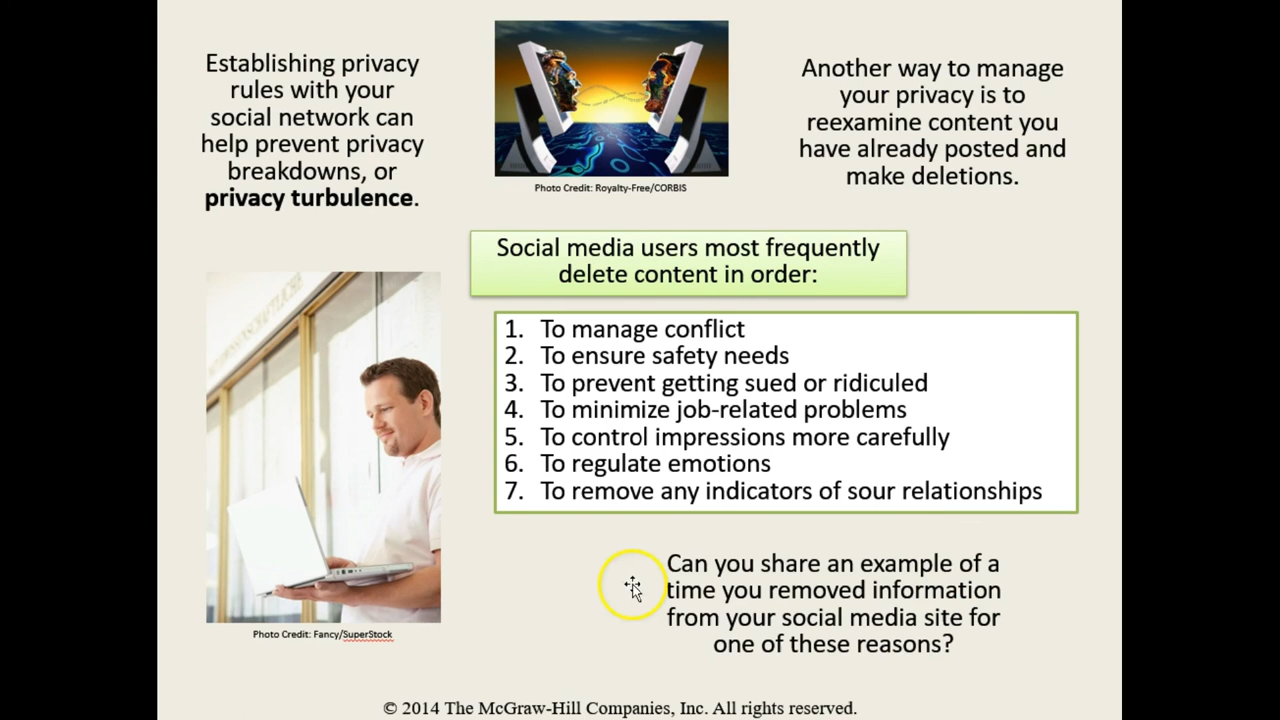 Establishing privacy
rules with your
social network can
help prevent privacy
breakdowns, or
privacy turbulence.
Photo Credit: Royalty-Free/CORBIS
Another way to manage
your privacy is to
reexamine content you
have already posted and
make deletions.
Social media users most frequently
delete content in order:
1. To manage conflict
2. To ensure safety needs
3. To prevent getting sued or ridiculed
4. To minimize job-related problems
5. To control impressions more carefully
6. To regulate emotions
7. To remove any indicators of sour relationships
Photo Credit: Fancy/SuperStock
Can you share an example of a
time you removed information
from your social media site for
one of these reasons?
© 2014 The McGraw-Hill Companies, Inc. All rights reserved.